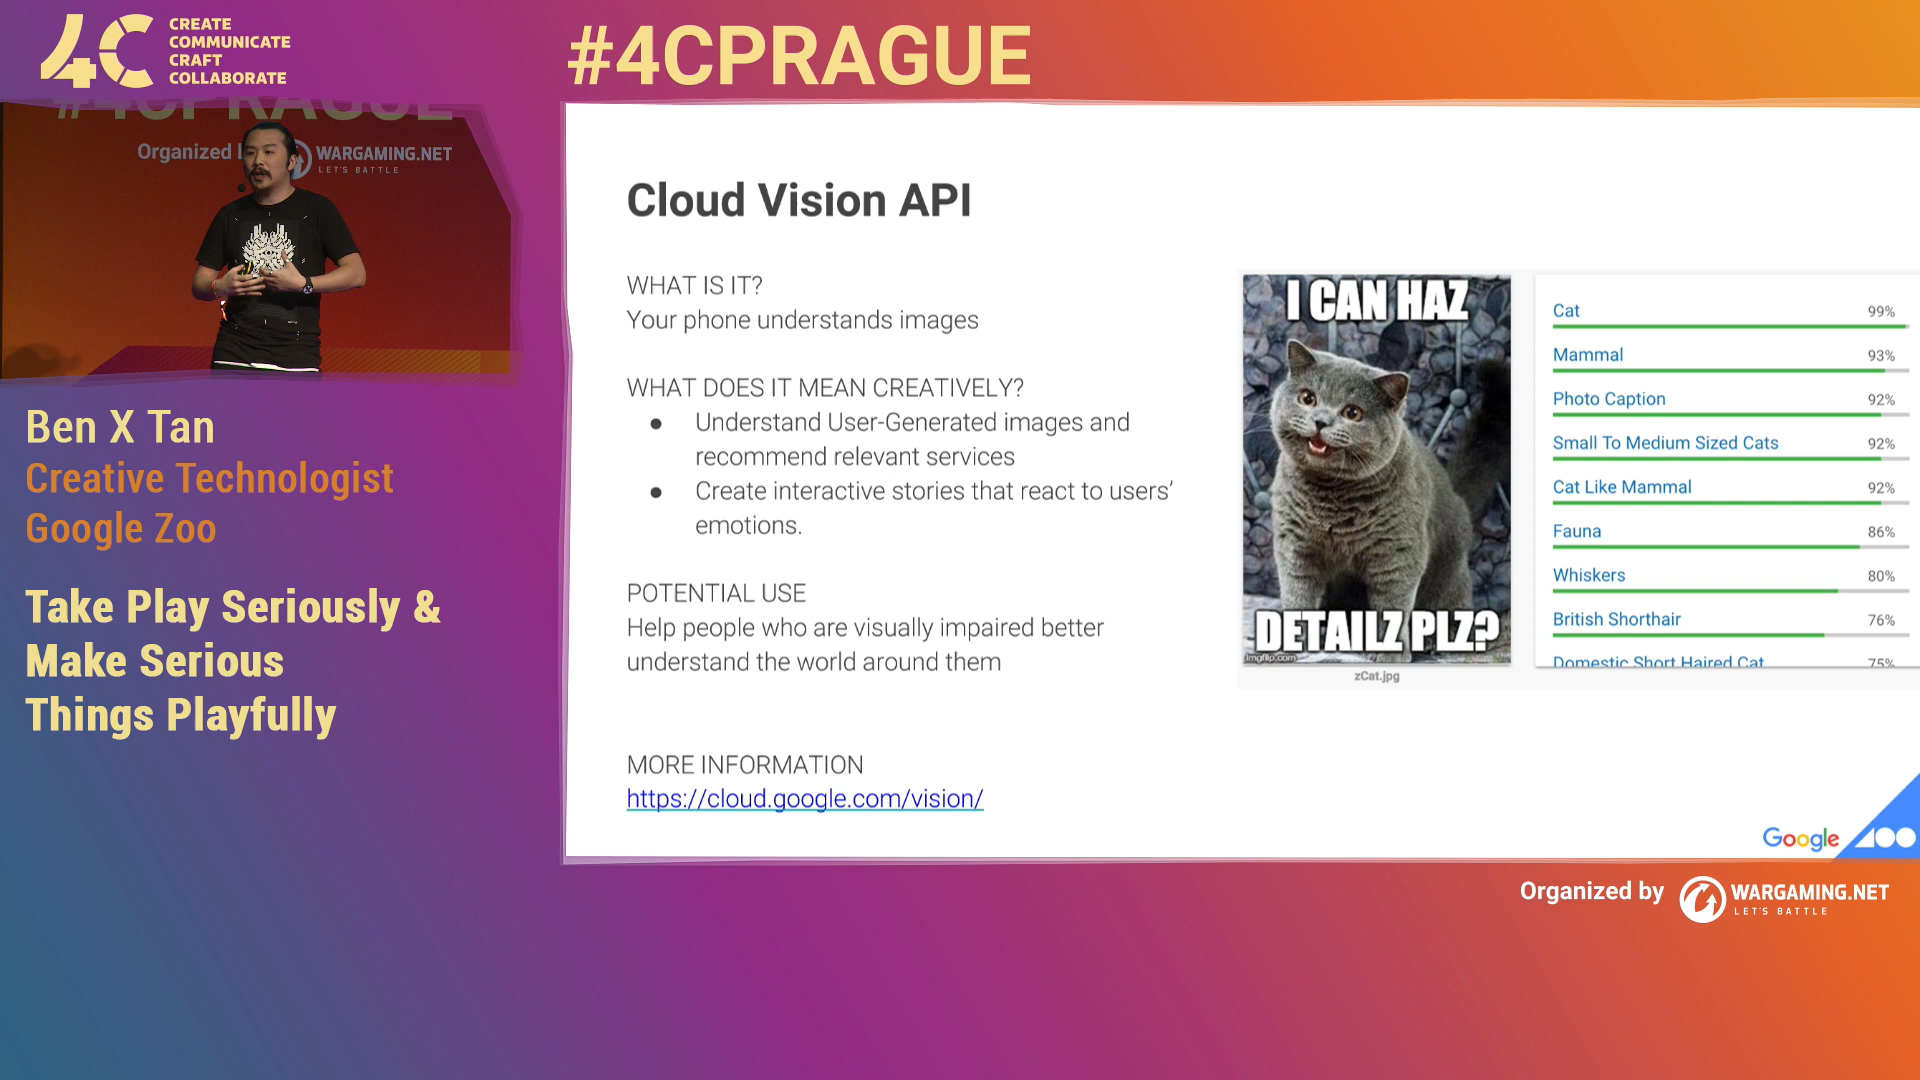 4C
CREATE
COMMUNICATE
CRAFT
COLLABORATE
#4CPRAGUE
#4CPRAGUE
Organized
WARGAMING.NET
LET'S BATTLE
Ben X Tan
Creative Technologist
Google Zoo
Take Play Seriously &
Make Serious
Things Playfully
Cloud Vision API
WHAT IS IT?
Your phone understands images
WHAT DOES IT MEAN CREATIVELY?
● Understand User-Generated images and
recommend relevant services
● Create interactive stories that react to users’
emotions.
POTENTIAL USE
Help people who are visually impaired better
understand the world around them
MORE INFORMATION
https://cloud.google.com/vision/
I CAN HAZ
DETAILZ PLZ?
imgflip.com
zCat.jpg
Cat 99%
Mammal 93%
Photo Caption 92%
Small To Medium Sized Cats 92%
Cat Like Mammal 92%
Fauna 86%
Whiskers 80%
British Shorthair 76%
Domestic Short Haired Cat 75%
Google ZOO
Organized by WARGAMING.NET
LET'S BATTLE